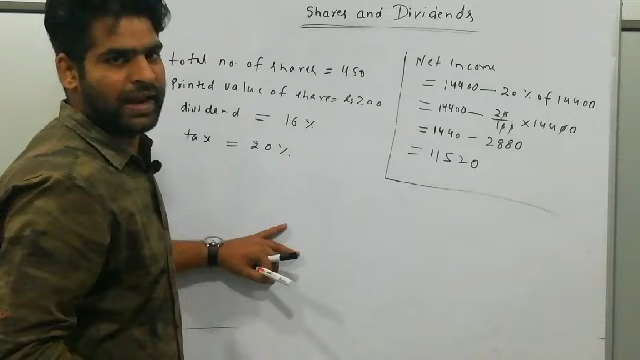 Shares and Dividends
total no. of shares = 450
Printed value of share = Rs 200
dividend = 16 %
tax = 20 %.
Net Income
= 14400 — 20 % of 14400
= 14400 — 20/100 × 14400
= 1440 - 2880
= 11520